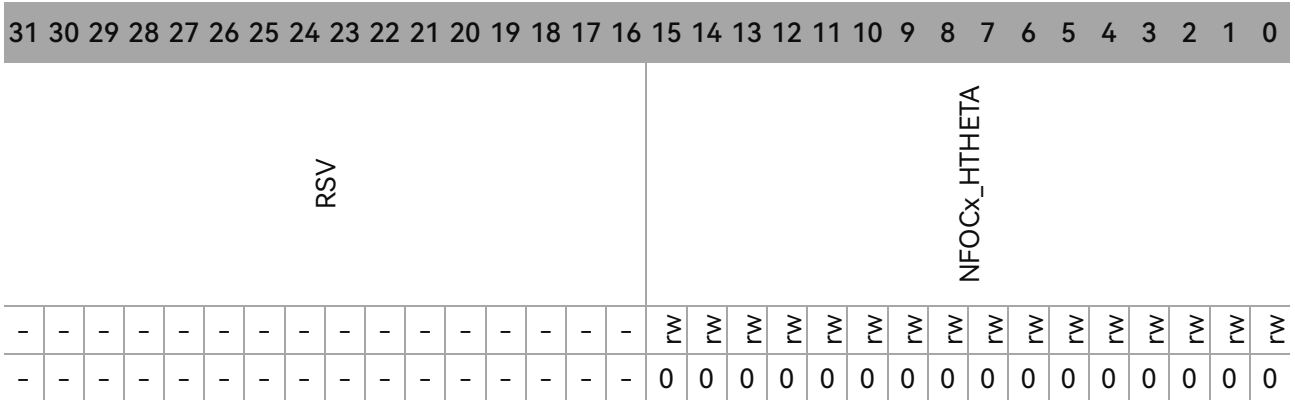 31 30 29 28 27 26 25 24 23 22 21 20 19 18 17 16 15 14 13 12 11 10 9 8 7 6 5 4 3 2 1 0
RSV NFOCx_HTHETA
– – – – – – – – – – – – – – – – rw rw rw rw rw rw rw rw rw rw rw rw rw rw rw rw
– – – – – – – – – – – – – – – – 0 0 0 0 0 0 0 0 0 0 0 0 0 0 0 0